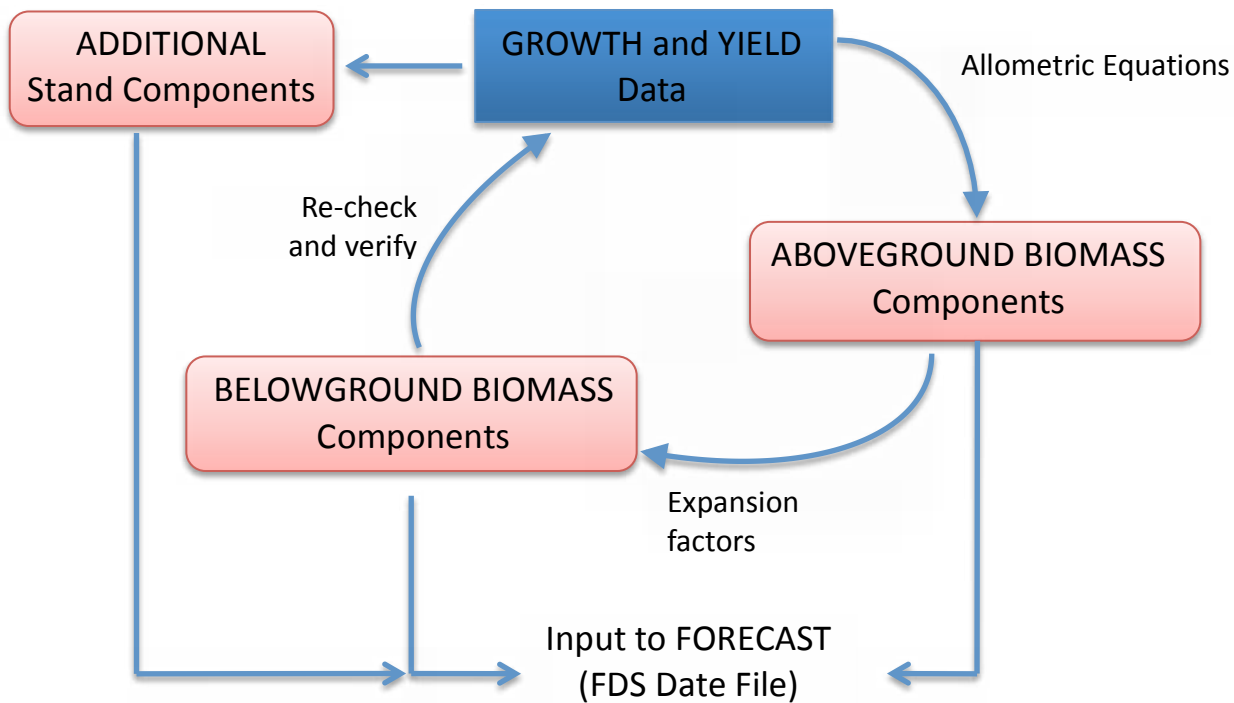 ADDITIONAL
Stand Components
GROWTH and YIELD
Data
Allometric Equations
Re-check
and verify
ABOVEGROUND BIOMASS
Components
BELOWGROUND BIOMASS
Components
Expansion
factors
Input to FORECAST
(FDS Date File)